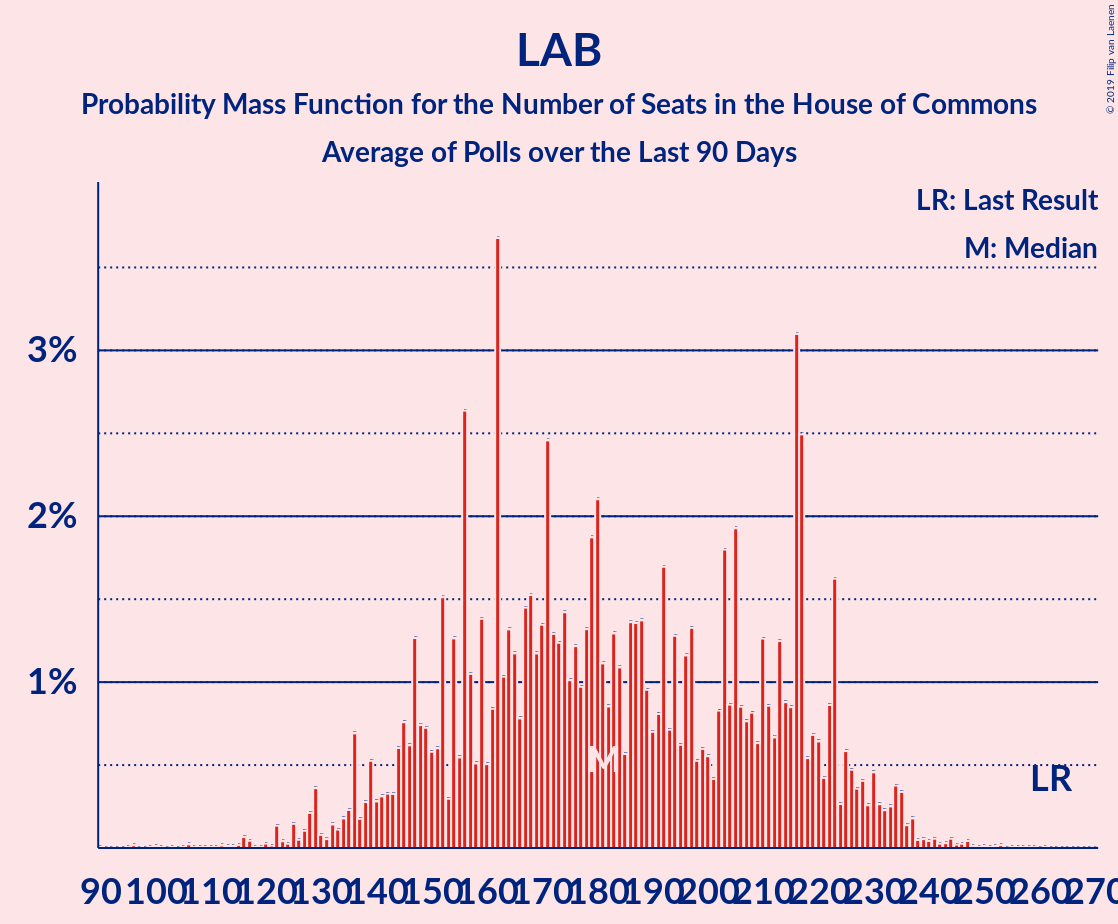 LAB
Probability Mass Function for the Number of Seats in the House of Commons
Average of Polls over the Last 90 Days
© 2019 Filip van Laenen
LR: Last Result
M: Median
3%
2%
1%
M
LR
90 100 110 120 130 140 150 160 170 180 190 200 210 220 230 240 250 260 270